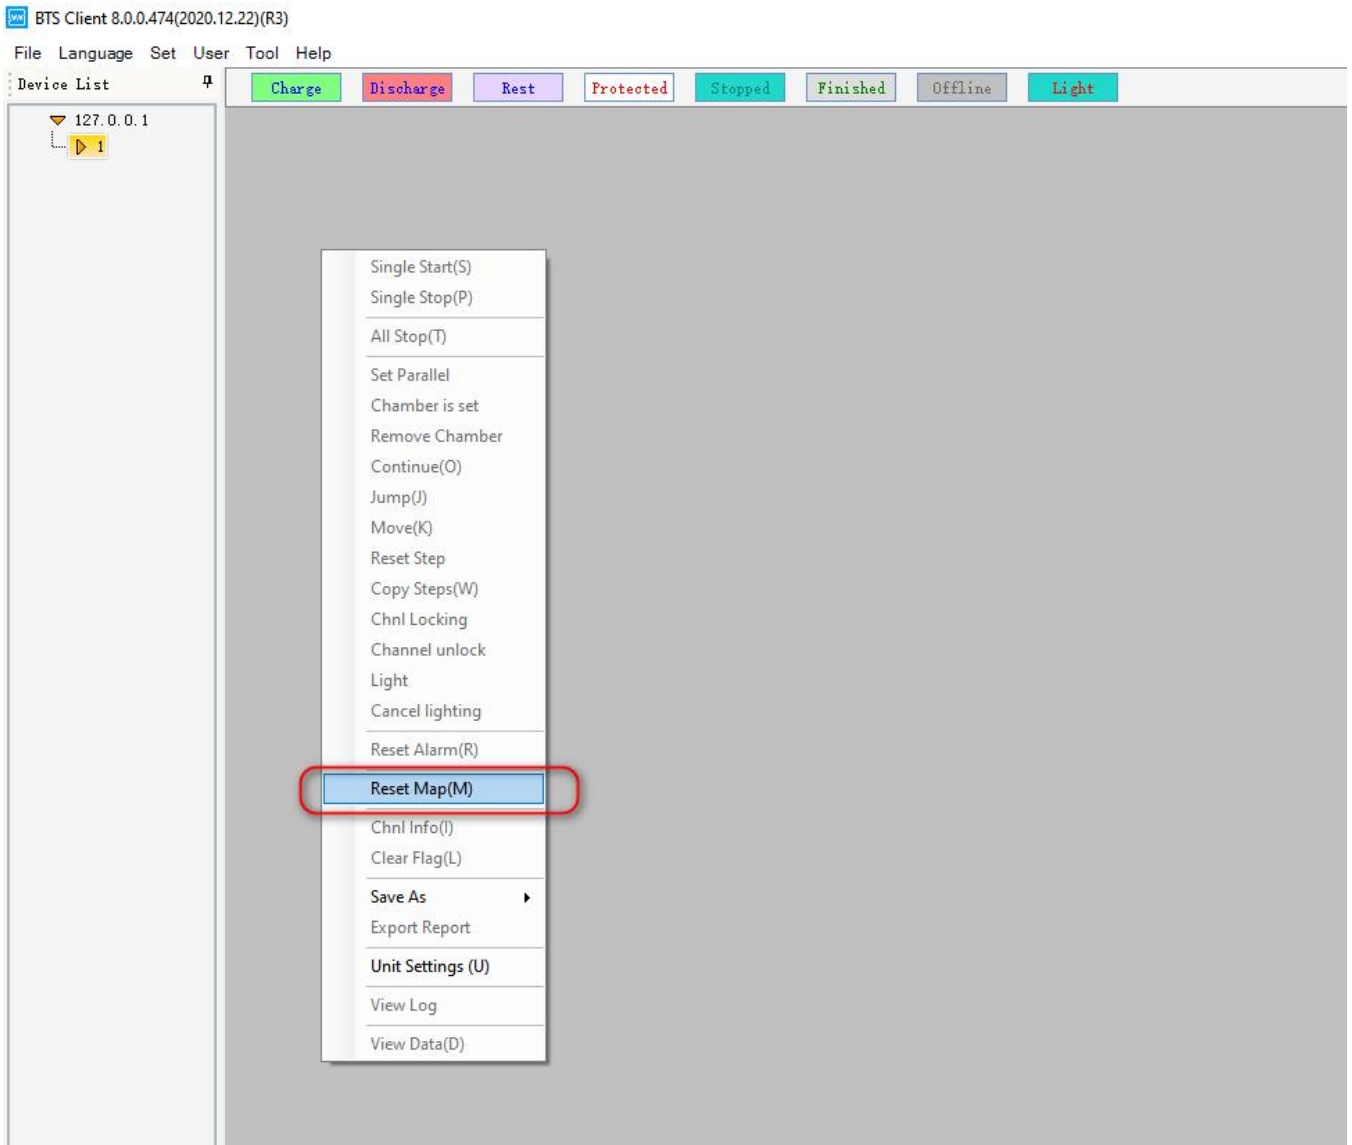 BTS Client 8.0.0.474(2020.12.22)(R3)
File Language Set User Tool Help
Device List
Charge Discharge Rest Protected Stopped Finished Offline Light
127.0.0.1
1
Single Start(S)
Single Stop(P)
All Stop(T)
Set Parallel
Chamber is set
Remove Chamber
Continue(O)
Jump(J)
Move(K)
Reset Step
Copy Steps(W)
Chnl Locking
Channel unlock
Light
Cancel lighting
Reset Alarm(R)
Reset Map(M)
Chnl Info(I)
Clear Flag(L)
Save As
Export Report
Unit Settings (U)
View Log
View Data(D)